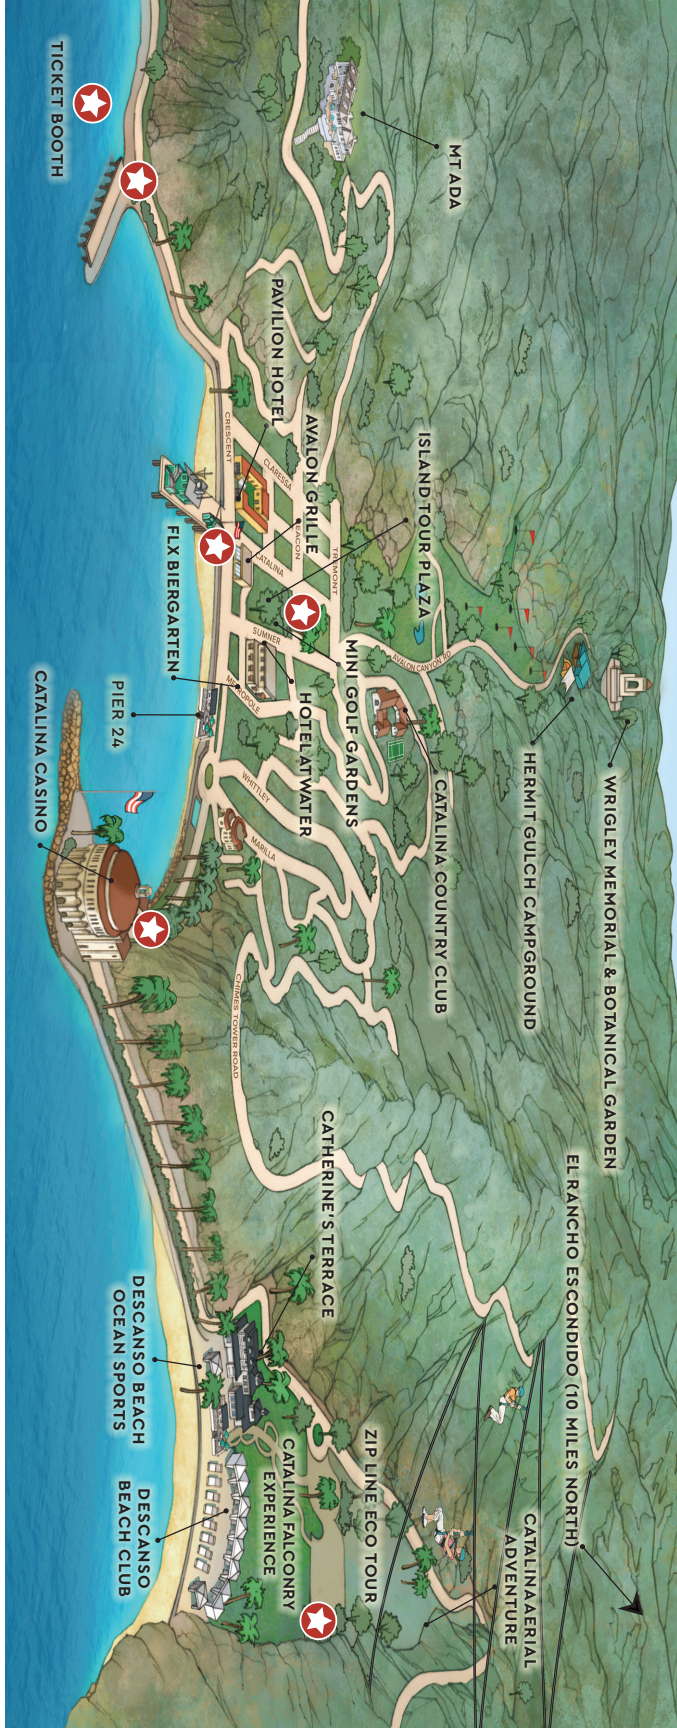 TICKET BOOTH
MT ADA
PAVILION HOTEL
AVALON GRILLE
ISLAND TOUR PLAZA
CRESCENT
CLARESSA
BEACON
CATALINA
TREMONT
FLX BIERGARTEN
SUMNER
METROPOLE
AVALON CANYON RD
MINI GOLF GARDENS
HOTEL ATWATER
PIER 24
CATALINA CASINO
WHITTLEY
MARILLA
CATALINA COUNTRY CLUB
HERMIT GULCH CAMPGROUND
WRIGLEY MEMORIAL & BOTANICAL GARDEN
CHIMES TOWER ROAD
CATHERINE'S TERRACE
EL RANCHO ESCONDIDO (10 MILES NORTH)
DESCANSO BEACH
OCEAN SPORTS
DESCANSO
BEACH CLUB
CATALINA FALCONRY
EXPERIENCE
ZIP LINE ECO TOUR
CATALINA AERIAL
ADVENTURE